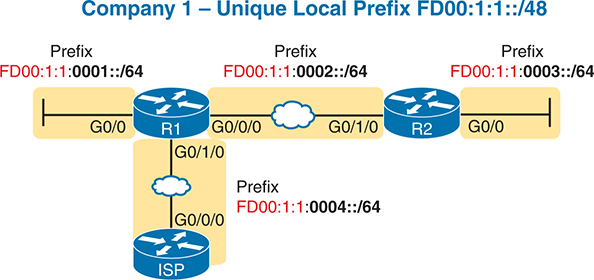 Company 1 – Unique Local Prefix FD00:1:1::/48
Prefix
FD00:1:1:0001::/64
Prefix
FD00:1:1:0002::/64
Prefix
FD00:1:1:0003::/64
G0/0
R1
G0/0/0
G0/1/0
R2
G0/0
G0/1/0
Prefix
FD00:1:1:0004::/64
G0/0/0
ISP